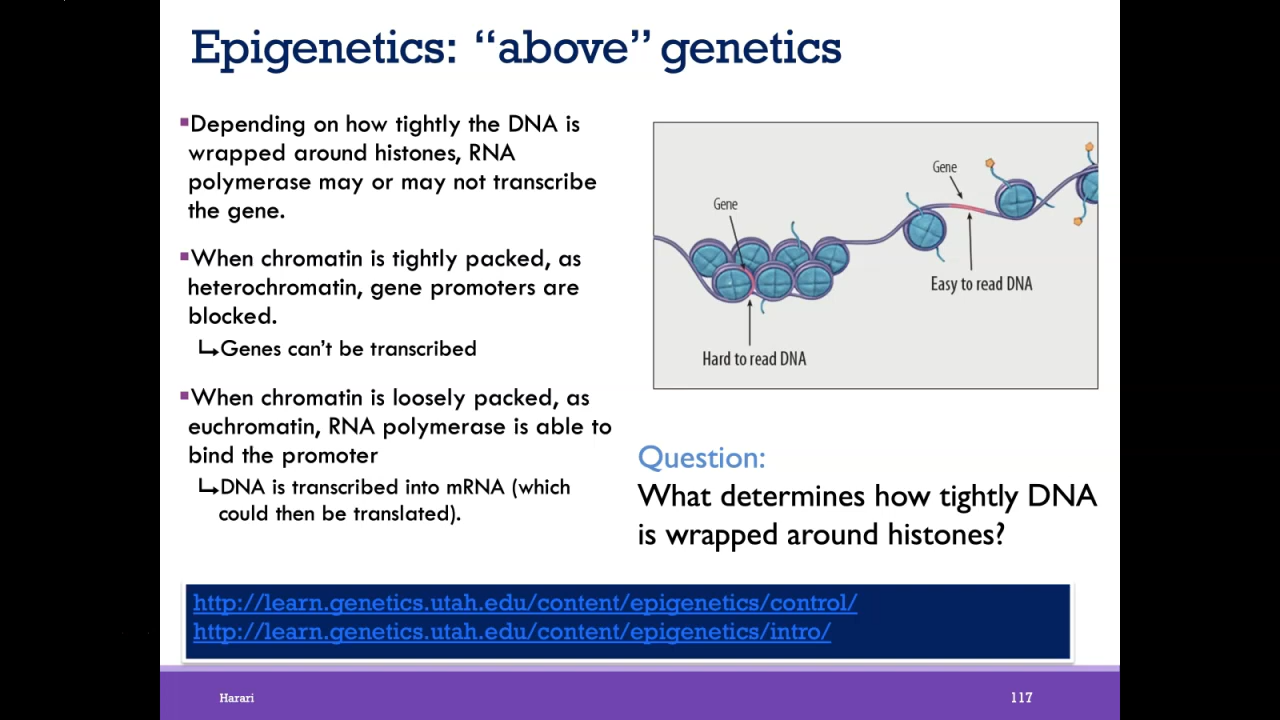 Epigenetics: “above” genetics
▪Depending on how tightly the DNA is
wrapped around histones, RNA
polymerase may or may not transcribe
the gene.
▪When chromatin is tightly packed, as
heterochromatin, gene promoters are
blocked.
↳Genes can’t be transcribed
▪When chromatin is loosely packed, as
euchromatin, RNA polymerase is able to
bind the promoter
↳DNA is transcribed into mRNA (which
could then be translated).
Gene
Gene
Easy to read DNA
Hard to read DNA
Question:
What determines how tightly DNA
is wrapped around histones?
http://learn.genetics.utah.edu/content/epigenetics/control/
http://learn.genetics.utah.edu/content/epigenetics/intro/
Harari
117